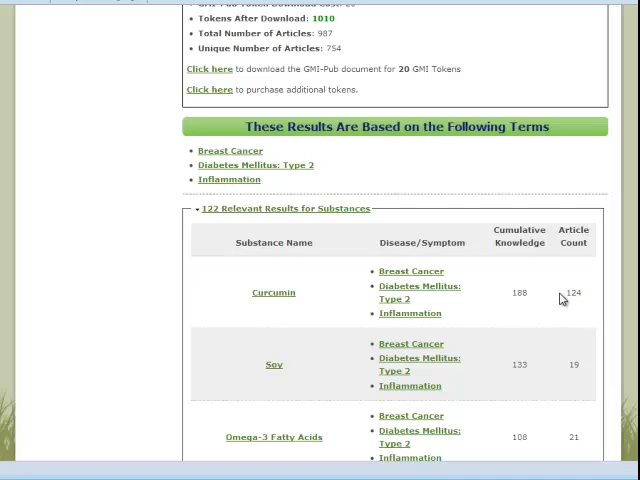 Tokens After Download: 1010
Total Number of Articles: 987
Unique Number of Articles: 754
Click here to download the GMI-Pub document for 20 GMI Tokens
Click here to purchase additional tokens.
These Results Are Based on the Following Terms
Breast Cancer
Diabetes Mellitus: Type 2
Inflammation
122 Relevant Results for Substances
Substance Name Disease/Symptom Cumulative Knowledge Article Count
Breast Cancer
Curcumin Diabetes Mellitus: Type 2 188 124
Inflammation
Breast Cancer
Soy Diabetes Mellitus: Type 2 133 19
Inflammation
Breast Cancer
Omega-3 Fatty Acids Diabetes Mellitus: Type 2 108 21
Inflammation